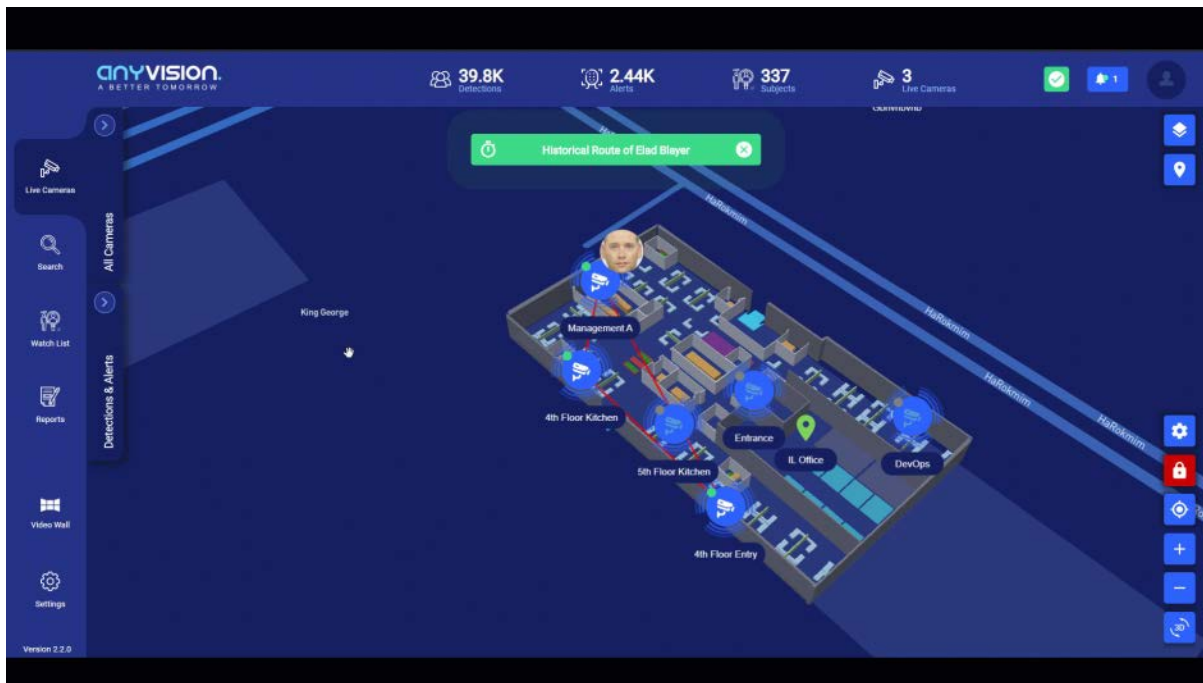 anyvision.
A BETTER TOMORROW
39.8K
Detections
2.44K
Alerts
337
Subjects
3
Live Cameras
1
Historical Route of Elad Blayer
Live Cameras
All Cameras
Search
Watch List
Detections & Alerts
Reports
Video Wall
Settings
Version 2.2.0
King George
HaRokmim
HaRokmim
HaRokmim
HaRokmim
Management A
4th Floor Kitchen
5th Floor Kitchen
Entrance
IL Office
DevOps
4th Floor Entry
3D